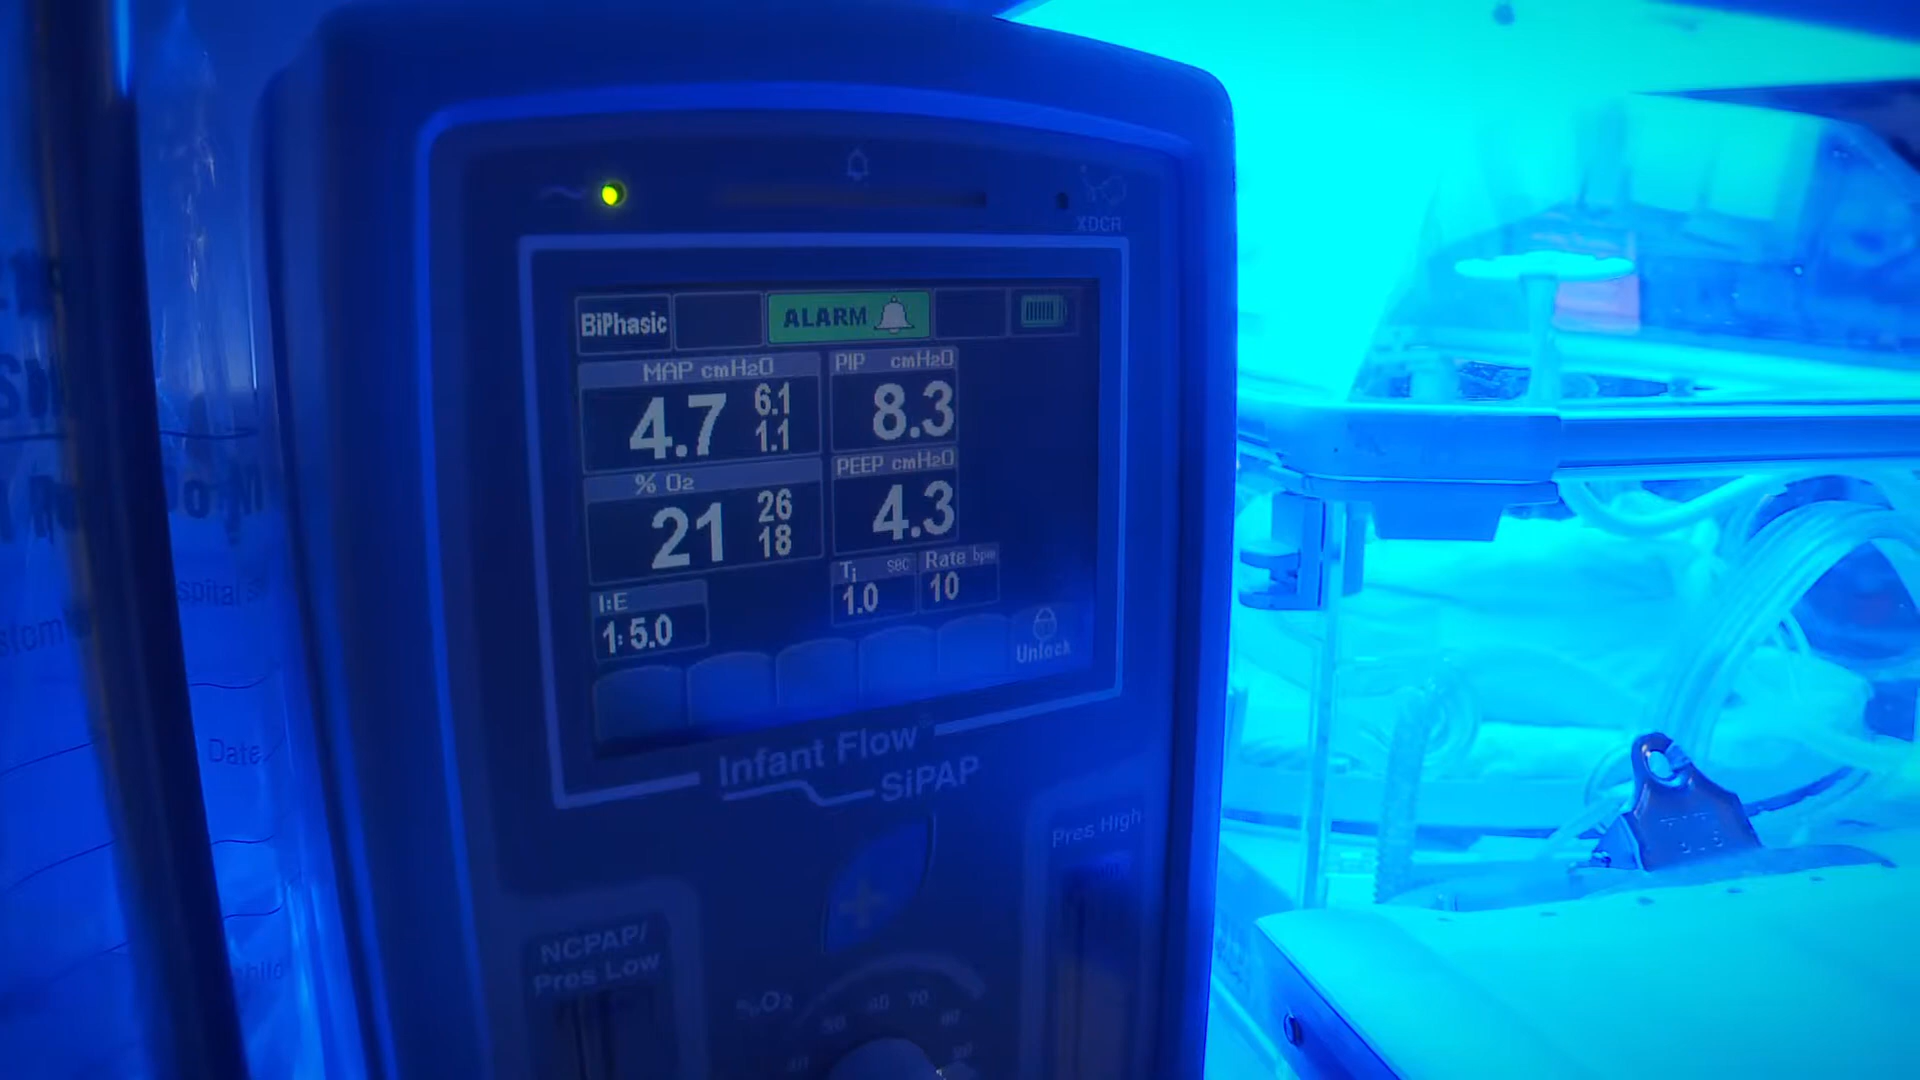 XDCR
BiPhasic
ALARM
MAP cmH2O
4.7
6.1
1.1
PIP cmH2O
8.3
% O2
21
26
18
PEEP cmH2O
4.3
I:E
1:5.0
Ti sec
1.0
Rate bpm
10
Unlock
Infant Flow
SiPAP
Pres High
NCPAP/
Pres Low
%O2
Date